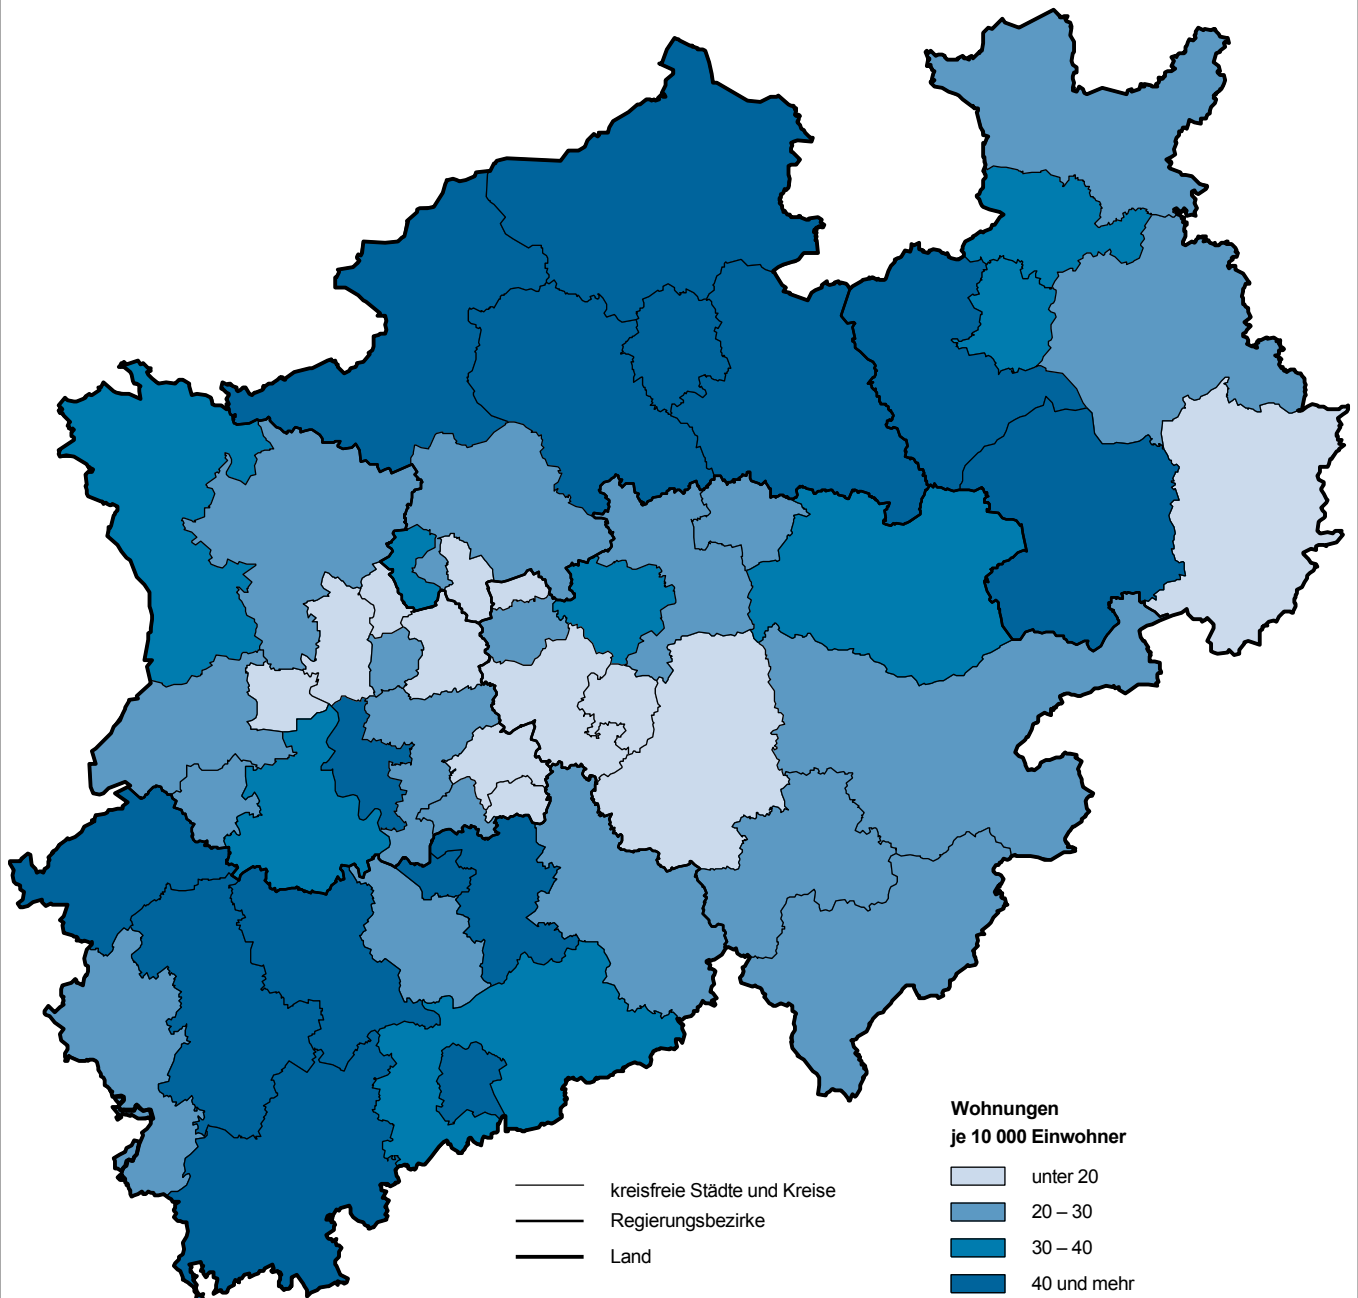 Wohnungen
je 10 000 Einwohner
unter 20
20 – 30
30 – 40
40 und mehr
kreisfreie Städte und Kreise
Regierungsbezirke
Land